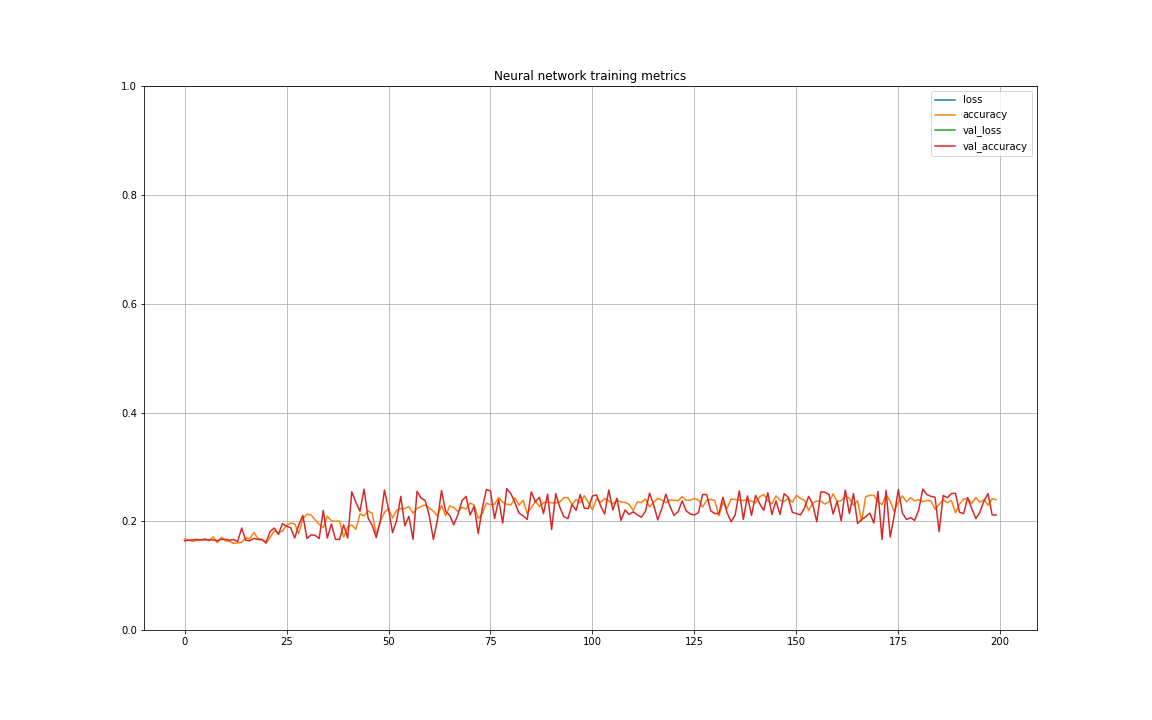 Neural network training metrics
1.0
loss
accuracy
val_loss
val_accuracy
0.8
0.6
0.4
0.2
0.0
0 25 50 75 100 125 150 175 200